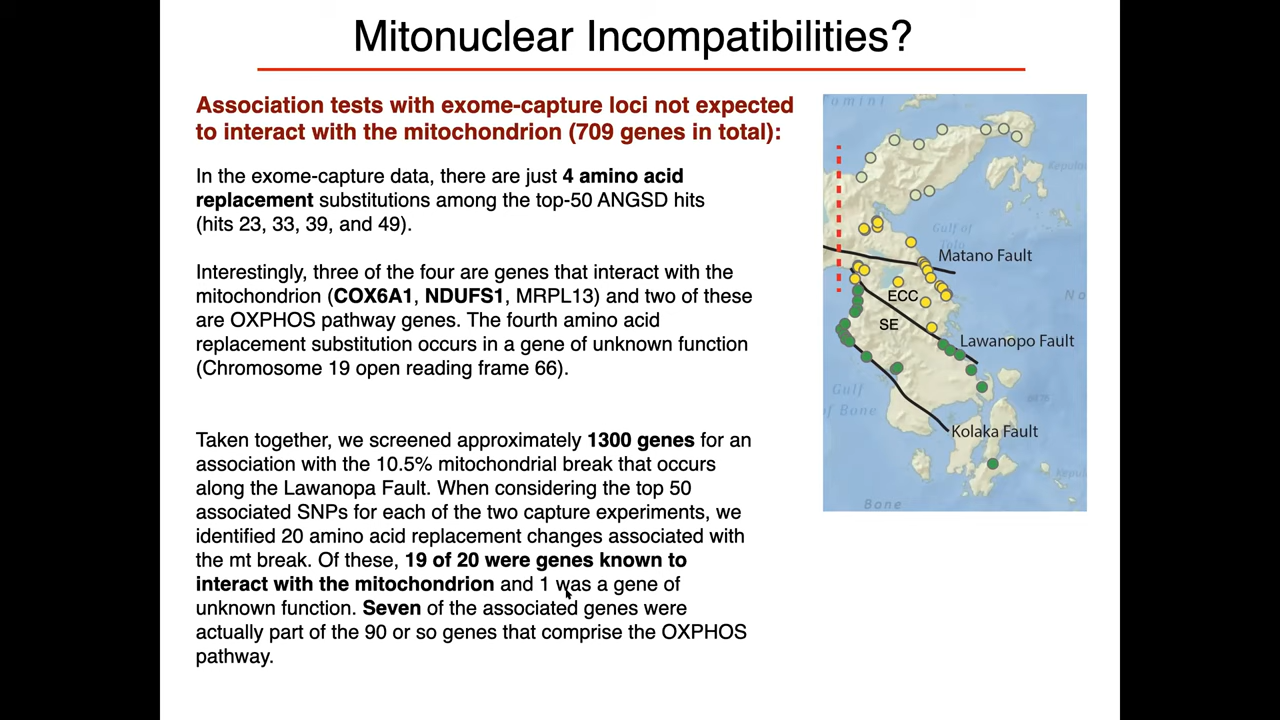 Mitonuclear Incompatibilities?
Association tests with exome-capture loci not expected
to interact with the mitochondrion (709 genes in total):
In the exome-capture data, there are just 4 amino acid
replacement substitutions among the top-50 ANGSD hits
(hits 23, 33, 39, and 49).
Interestingly, three of the four are genes that interact with the
mitochondrion (COX6A1, NDUFS1, MRPL13) and two of these
are OXPHOS pathway genes. The fourth amino acid
replacement substitution occurs in a gene of unknown function
(Chromosome 19 open reading frame 66).
Taken together, we screened approximately 1300 genes for an
association with the 10.5% mitochondrial break that occurs
along the Lawanopa Fault. When considering the top 50
associated SNPs for each of the two capture experiments, we
identified 20 amino acid replacement changes associated with
the mt break. Of these, 19 of 20 were genes known to
interact with the mitochondrion and 1 was a gene of
unknown function. Seven of the associated genes were
actually part of the 90 or so genes that comprise the OXPHOS
pathway.
Gulf of
Matano Fault
ECC
SE
Lawanopo Fault
Gulf
of Bone
Kolaka Fault
Bone